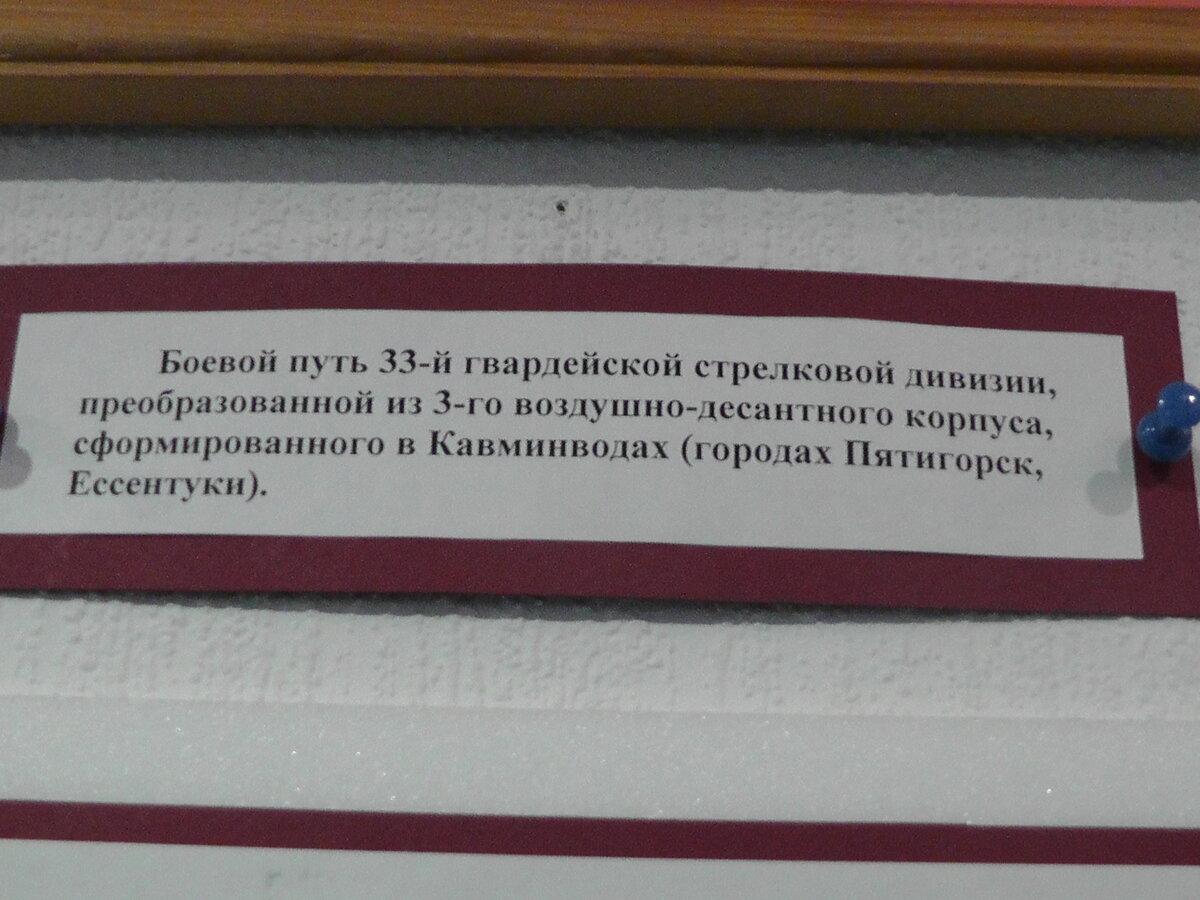 Боевой путь 33-й гвардейской стрелковой дивизии,
преобразованной из 3-го воздушно-десантного корпуса,
сформированного в Кавминводах (городах Пятигорск,
Ессентуки).